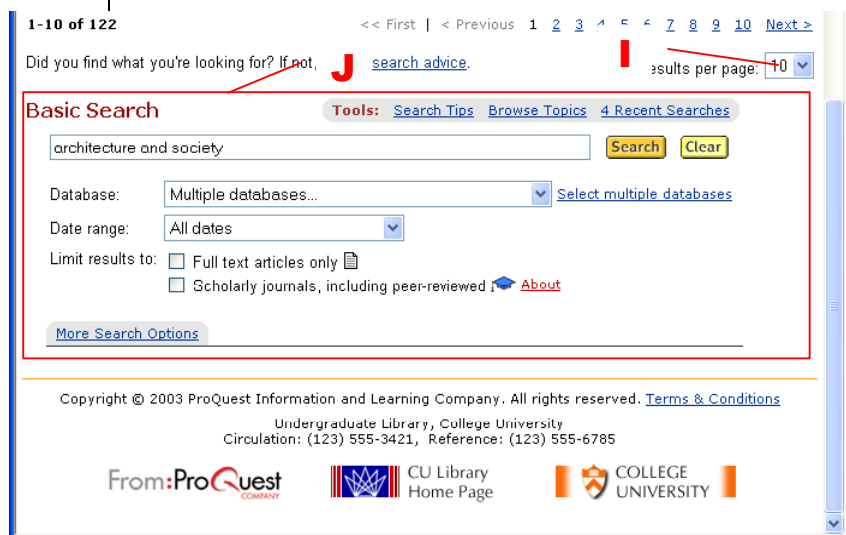 1-10 of 122 << First | < Previous 1 2 3 4 5 6 7 8 9 10 Next >
Did you find what you're looking for? If not, J search advice. I esults per page: 10
Basic Search Tools: Search Tips Browse Topics 4 Recent Searches
architecture and society Search Clear
Database: Multiple databases... Select multiple databases
Date range: All dates
Limit results to: Full text articles only
Scholarly journals, including peer-reviewed About
More Search Options
Copyright © 2003 ProQuest Information and Learning Company. All rights reserved. Terms & Conditions
Undergraduate Library, College University
Circulation: (123) 555-3421, Reference: (123) 555-6785
From:ProQuest COMPANY CU Library Home Page COLLEGE UNIVERSITY